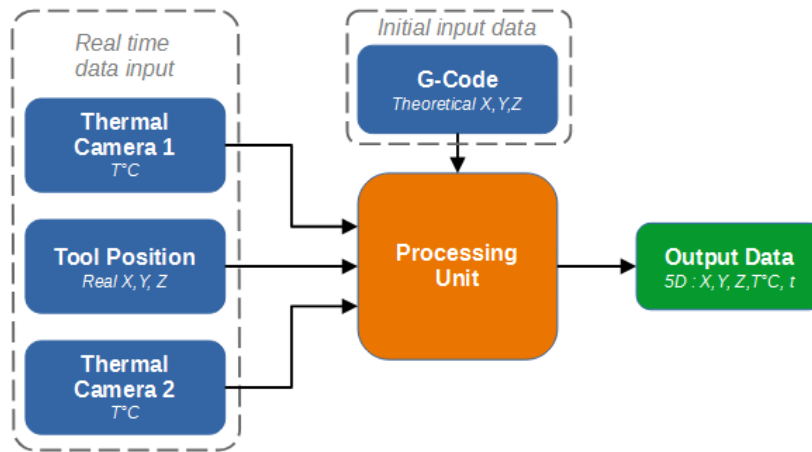 Real time
data input
Thermal
Camera 1
T°C
Tool Position
Real X,Y, Z
Thermal
Camera 2
T°C
Initial input data
G-Code
Theoretical X,Y,Z
Processing
Unit
Output Data
5D : X,Y, Z,T°C, t